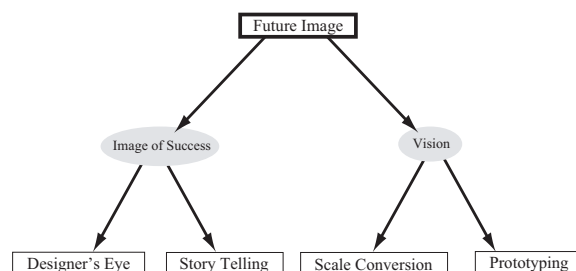 Future Image
Image of Success
Vision
Designer's Eye
Story Telling
Scale Conversion
Prototyping